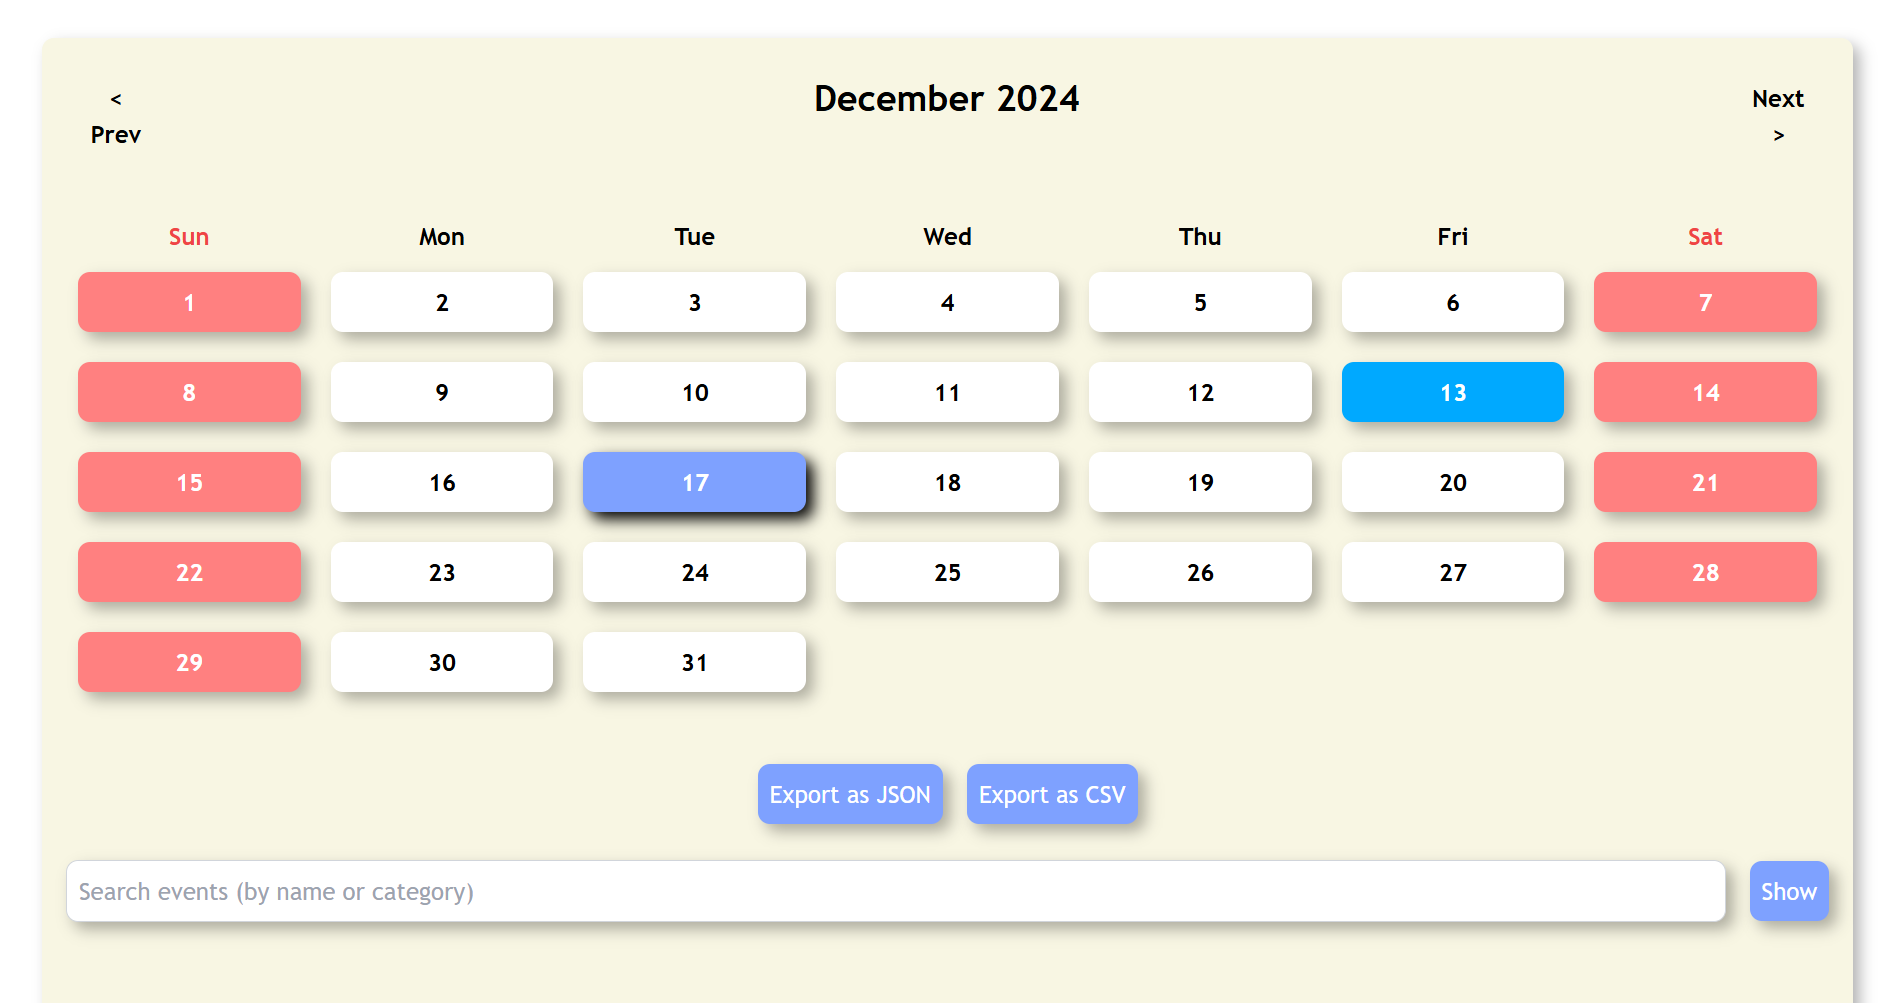 < December 2024 Next
Prev >
Sun Mon Tue Wed Thu Fri Sat
1 2 3 4 5 6 7
8 9 10 11 12 13 14
15 16 17 18 19 20 21
22 23 24 25 26 27 28
29 30 31
Export as JSON Export as CSV
Search events (by name or category) Show